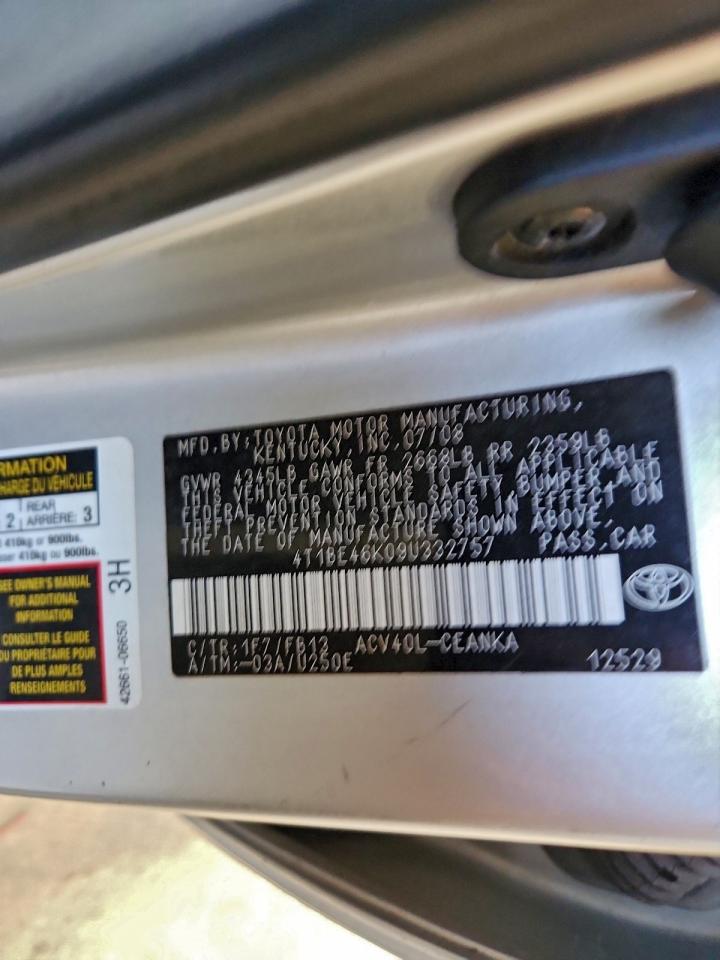 RMATION
HARGE DU VÉHICULE
2 REAR
ARRIÈRE: 3
410kg or 900lbs.
sser 410kg ou 900lbs.
SEE OWNER'S MANUAL
FOR ADDITIONAL
INFORMATION
CONSULTER LE GUIDE
DU PROPRIÉTAIRE POUR
DE PLUS AMPLES
RENSEIGNEMENTS
3H
42661-06650
MFD. BY: TOYOTA MOTOR MANUFACTURING,
KENTUCKY, INC. 07/08
GVWR 4345LB GAWR FR 2668LB RR 2359LB
THIS VEHICLE CONFORMS TO ALL APPLICABLE
FEDERAL MOTOR VEHICLE SAFETY BUMPER AND
THEFT PREVENTION STANDARDS IN EFFECT ON
THE DATE OF MANUFACTURE SHOWN ABOVE.
4T1BE46K09U332757 PASS. CAR
C/TR: 1F7/FB12 ACV40L-CEANKA
A/TM: -03A/U250E 12529